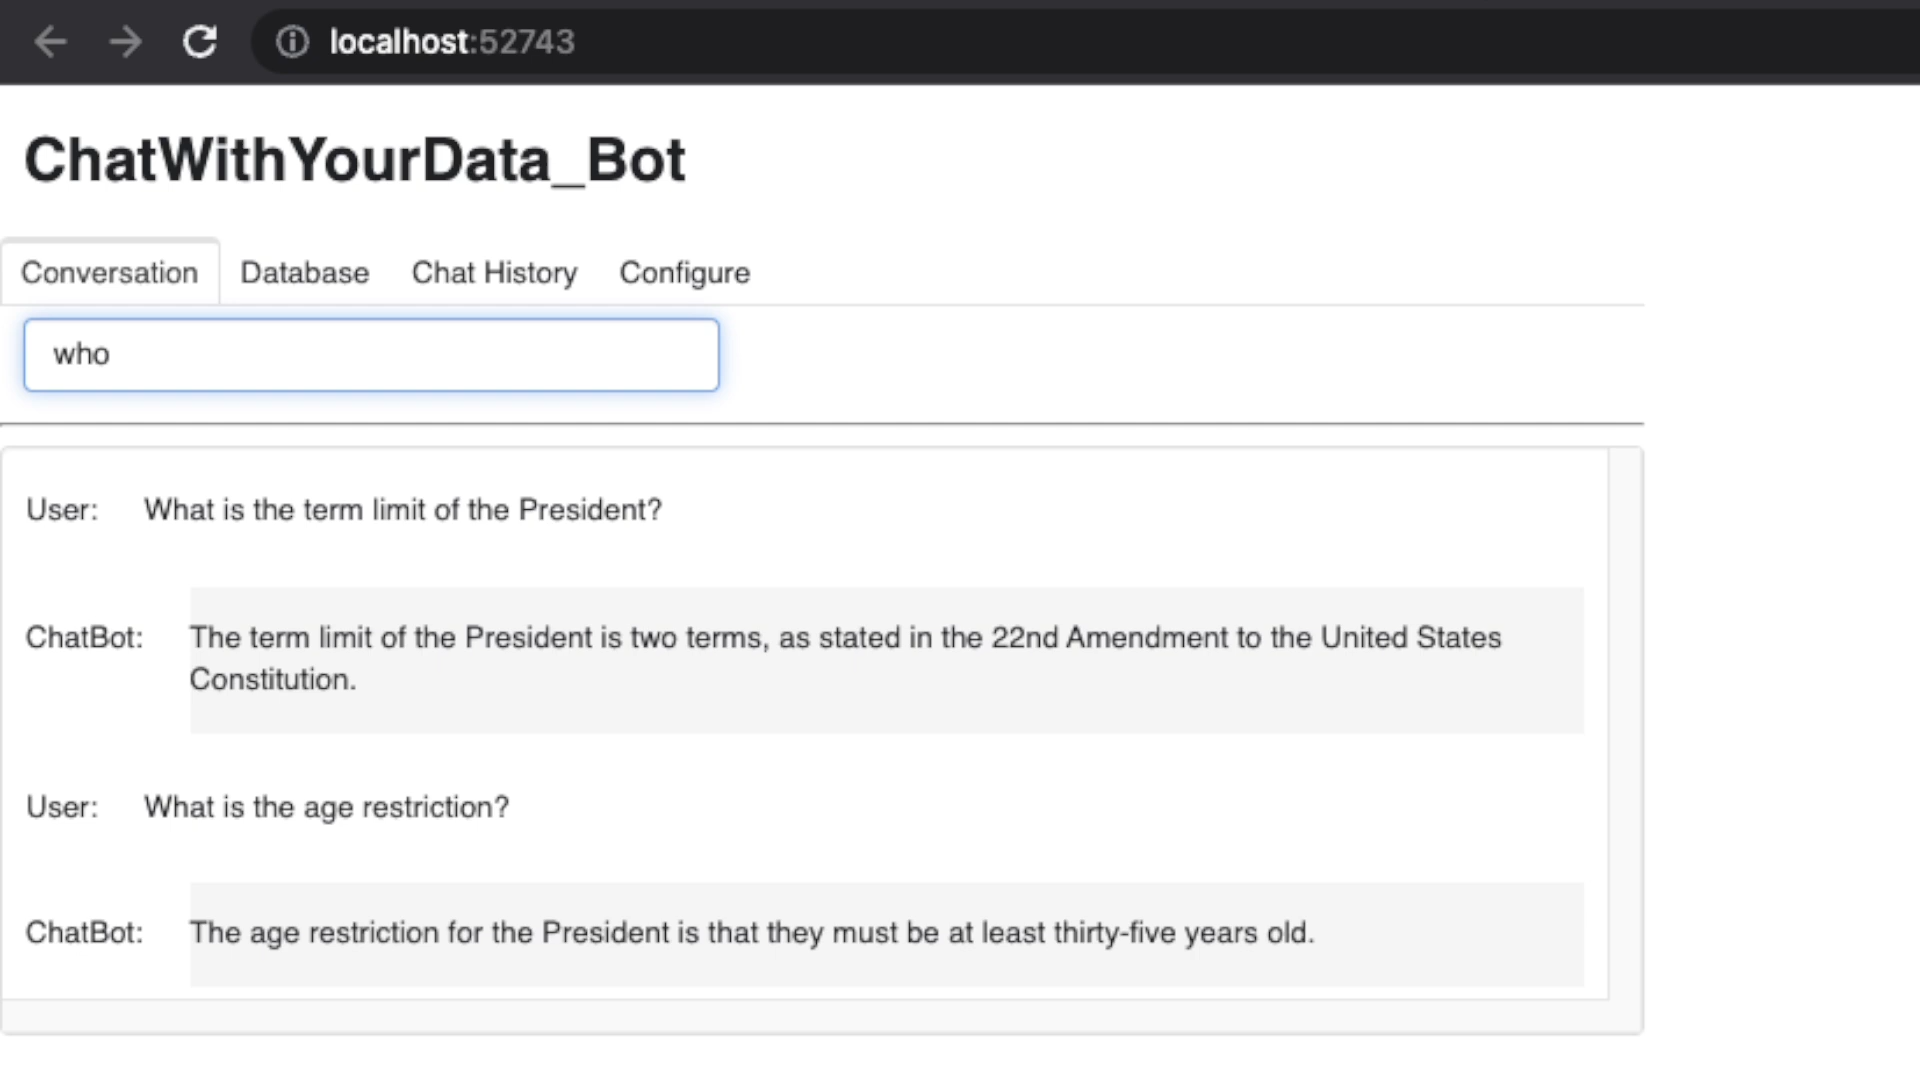 localhost:52743
ChatWithYourData_Bot
Conversation Database Chat History Configure
who
User: What is the term limit of the President?
ChatBot: The term limit of the President is two terms, as stated in the 22nd Amendment to the United States
Constitution.
User: What is the age restriction?
ChatBot: The age restriction for the President is that they must be at least thirty-five years old.